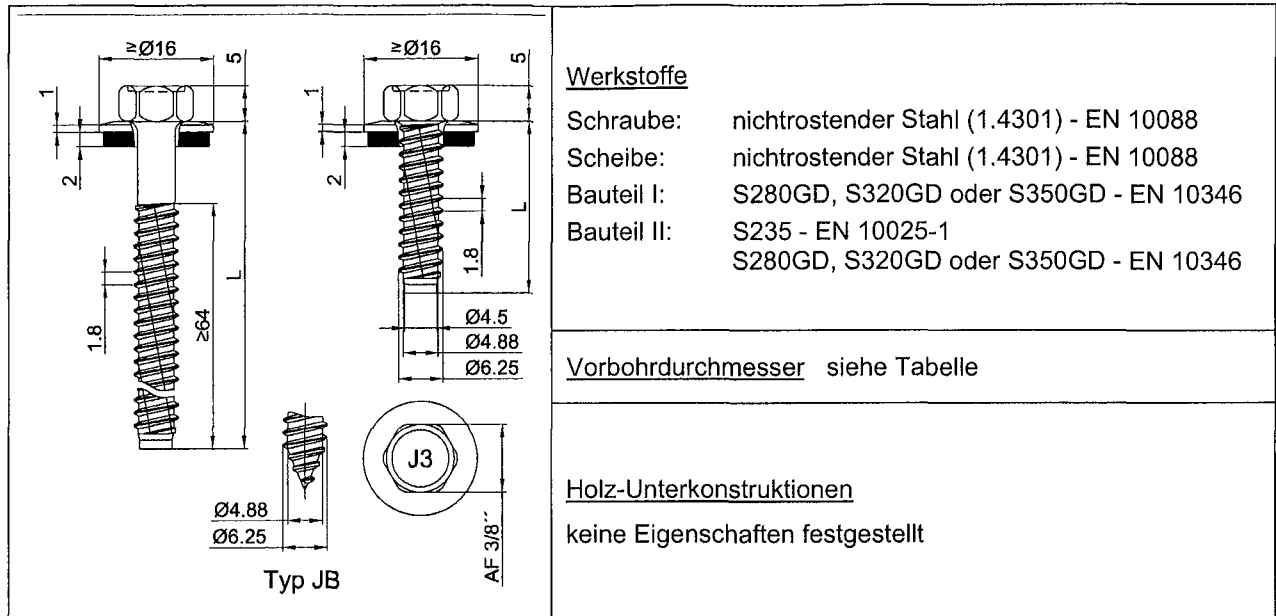 ≥Ø16
5
1
2
1.8
≥64
L
≥Ø16
5
1
2
L
1.8
Ø4.5
Ø4.88
Ø6.25
J3
AF 3/8´´
Ø4.88
Ø6.25
Typ JB
Werkstoffe
Schraube: nichtrostender Stahl (1.4301) - EN 10088
Scheibe: nichtrostender Stahl (1.4301) - EN 10088
Bauteil I: S280GD, S320GD oder S350GD - EN 10346
Bauteil II: S235 - EN 10025-1
S280GD, S320GD oder S350GD - EN 10346
Vorbohrdurchmesser siehe Tabelle
Holz-Unterkonstruktionen
keine Eigenschaften festgestellt